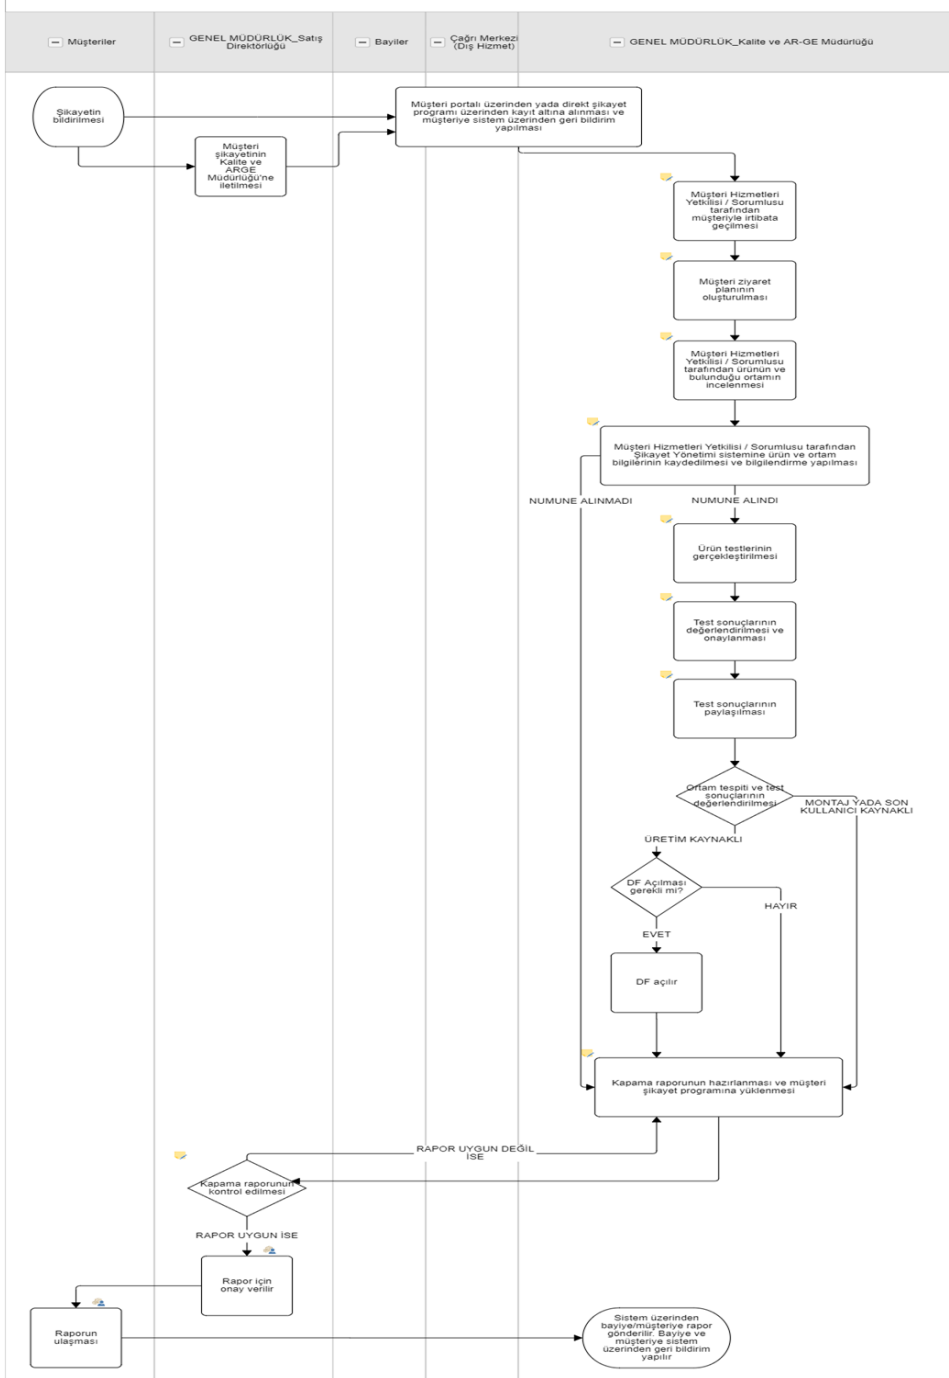 Müşteriler
GENEL MÜDÜRLÜK_Satış
Direktörlüğü
Bayiler
Çağrı Merkezi
(Dış Hizmet)
GENEL MÜDÜRLÜK_Kalite ve AR-GE Müdürlüğü
Şikayetin
bildirilmesi
Müşteri portalı üzerinden yada direkt şikayet
programı üzerinden kayıt altına alınması ve
müşteriye sistem üzerinden geri bildirim
yapılması
Müşteri
şikayetinin
Kalite ve
ARGE
Müdürlüğü'ne
iletilmesi
Müşteri Hizmetleri
Yetkilisi / Sorumlusu
tarafından
müşteriyle irtibata
geçilmesi
Müşteri ziyaret
planının
oluşturulması
Müşteri Hizmetleri
Yetkilisi / Sorumlusu
tarafından ürünün ve
bulunduğu ortamın
incelenmesi
Müşteri Hizmetleri Yetkilisi / Sorumlusu tarafından
Şikayet Yönetimi sistemine ürün ve ortam
bilgilerinin kaydedilmesi ve bilgilendirme yapılması
NUMUNE ALINMADI
NUMUNE ALINDI
Ürün testlerinin
gerçekleştirilmesi
Test sonuçlarının
değerlendirilmesi ve
onaylanması
Test sonuçlarının
paylaşılması
Ortam tespiti ve test
sonuçlarının
değerlendirilmesi
MONTAJ YADA SON
KULLANICI KAYNAKLI
ÜRETİM KAYNAKLI
DF Açılması
gerekli mi?
HAYIR
EVET
DF açılır
Kapama raporunun hazırlanması ve müşteri
şikayet programına yüklenmesi
RAPOR UYGUN DEĞİL
İSE
Kapama raporunun
kontrol edilmesi
RAPOR UYGUN İSE
Rapor için
onay verilir
Raporun
ulaşması
Sistem üzerinden
bayiye/müşteriye rapor
gönderilir. Bayiye ve
müşteriye sistem
üzerinden geri bildirim
yapılır